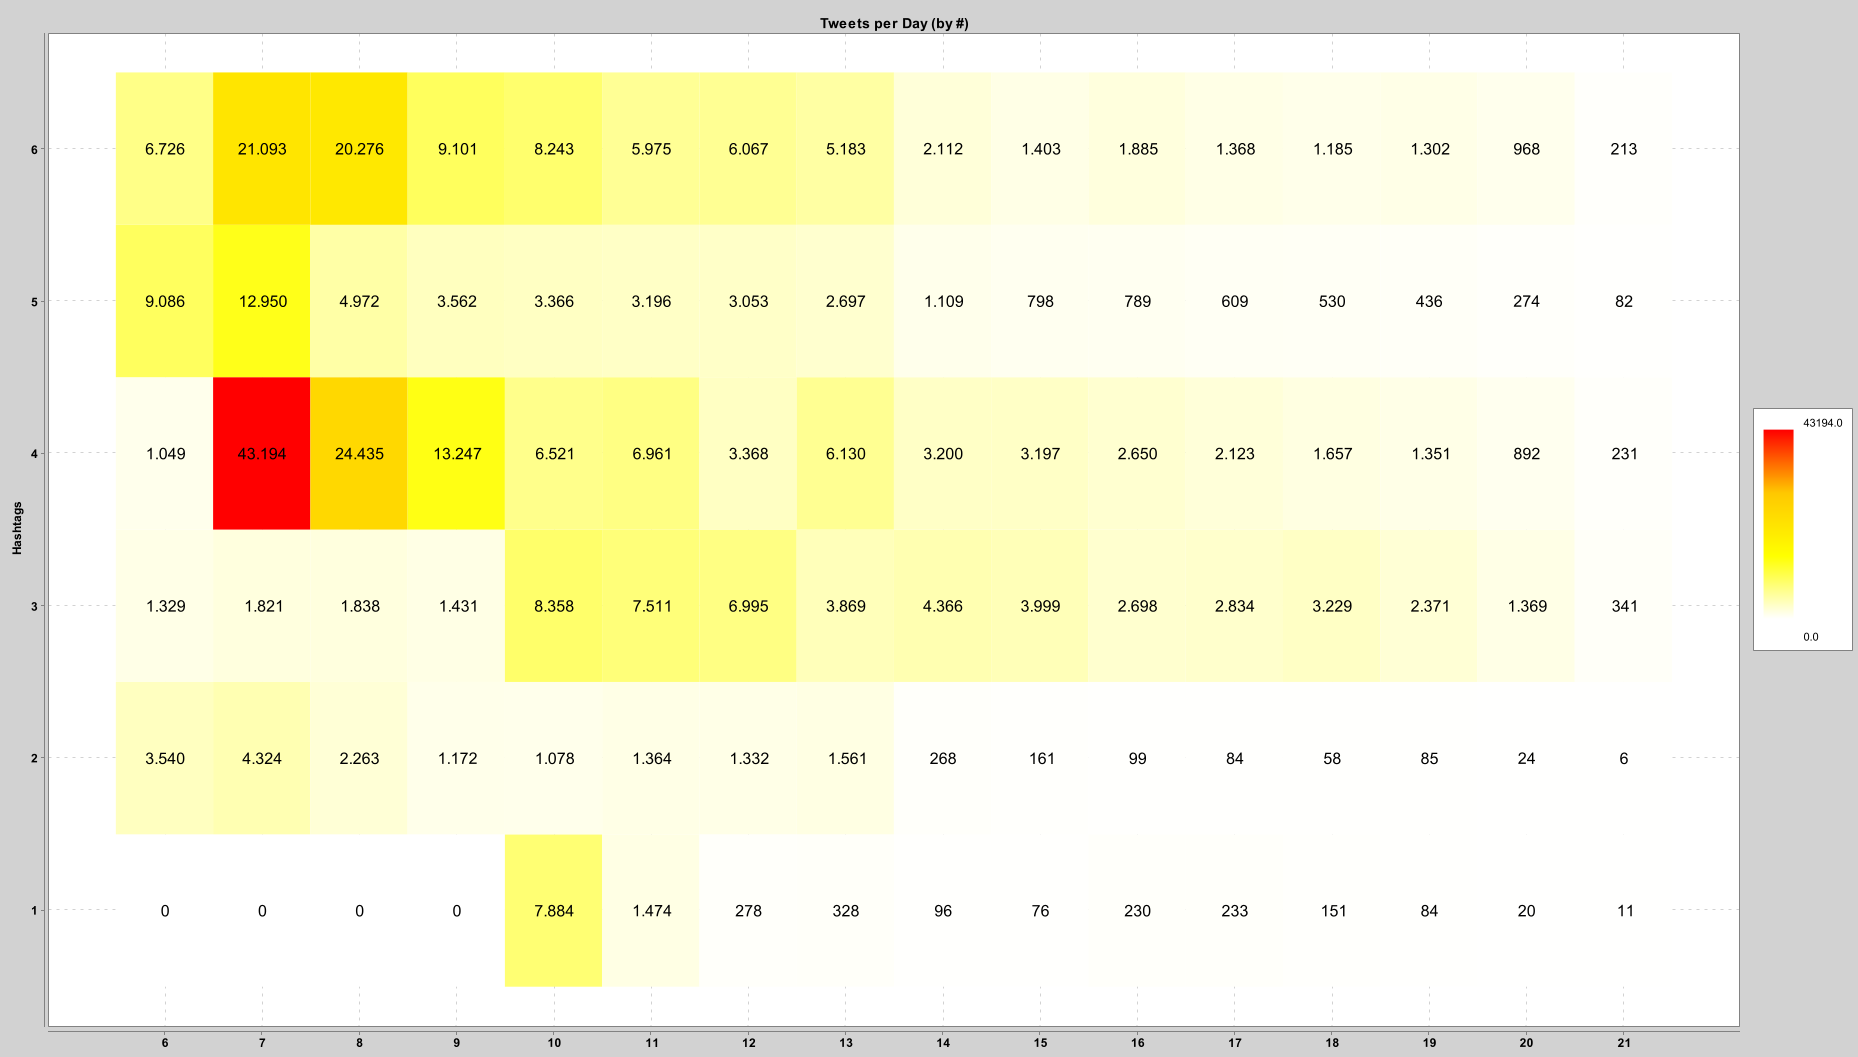 Tweets per Day (by #)
6 6.726 21.093 20.276 9.101 8.243 5.975 6.067 5.183 2.112 1.403 1.885 1.368 1.185 1.302 968 213
5 9.086 12.950 4.972 3.562 3.366 3.196 3.053 2.697 1.109 798 789 609 530 436 274 82
4 1.049 43.194 24.435 13.247 6.521 6.961 3.368 6.130 3.200 3.197 2.650 2.123 1.657 1.351 892 231
3 1.329 1.821 1.838 1.431 8.358 7.511 6.995 3.869 4.366 3.999 2.698 2.834 3.229 2.371 1.369 341
2 3.540 4.324 2.263 1.172 1.078 1.364 1.332 1.561 268 161 99 84 58 85 24 6
1 0 0 0 0 7.884 1.474 278 328 96 76 230 233 151 84 20 11
6 7 8 9 10 11 12 13 14 15 16 17 18 19 20 21
Hashtags
43194.0
0.0